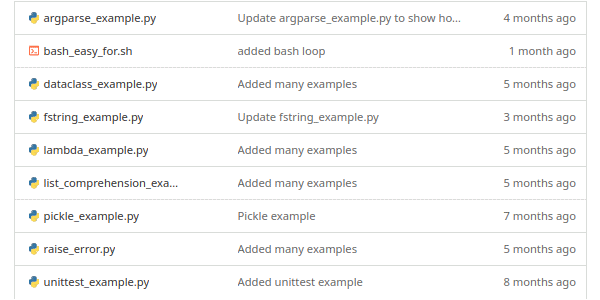 argparse_example.py Update argparse_example.py to show ho... 4 months ago
bash_easy_for.sh added bash loop 1 month ago
dataclass_example.py Added many examples 5 months ago
fstring_example.py Update fstring_example.py 3 months ago
lambda_example.py Added many examples 5 months ago
list_comprehension_exa... Added many examples 5 months ago
pickle_example.py Pickle example 7 months ago
raise_error.py Added many examples 5 months ago
unittest_example.py Added unittest example 8 months ago